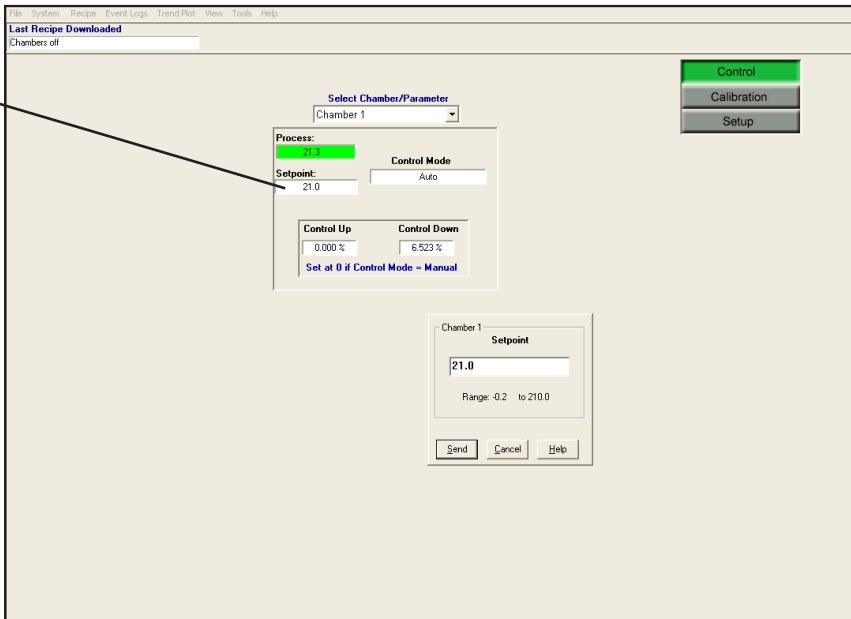 File System Recipe Event Logs Trend Plot View Tools Help
Last Recipe Downloaded
Chambers off
Control
Calibration
Setup
Select Chamber/Parameter
Chamber 1
Process:
21.3
Control Mode
Auto
Setpoint:
21.0
Control Up Control Down
0.000 % 6.523 %
Set at 0 if Control Mode = Manual
Chamber 1
Setpoint
21.0
Range: -0.2 to 210.0
Send Cancel Help